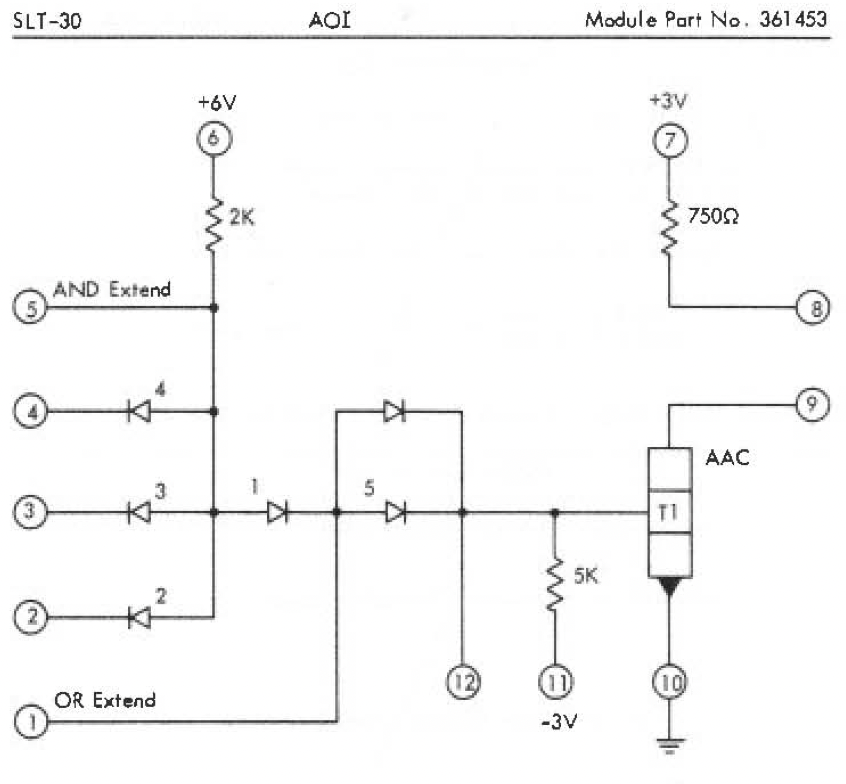 SLT-30 AOI Module Part No. 361453
+6V +3V
6 7
2K 750Ω
AND Extend
5 8
4
4 9
AAC
3 1 5
3 T1
2 5K
2
12 11 10
OR Extend
1 -3V